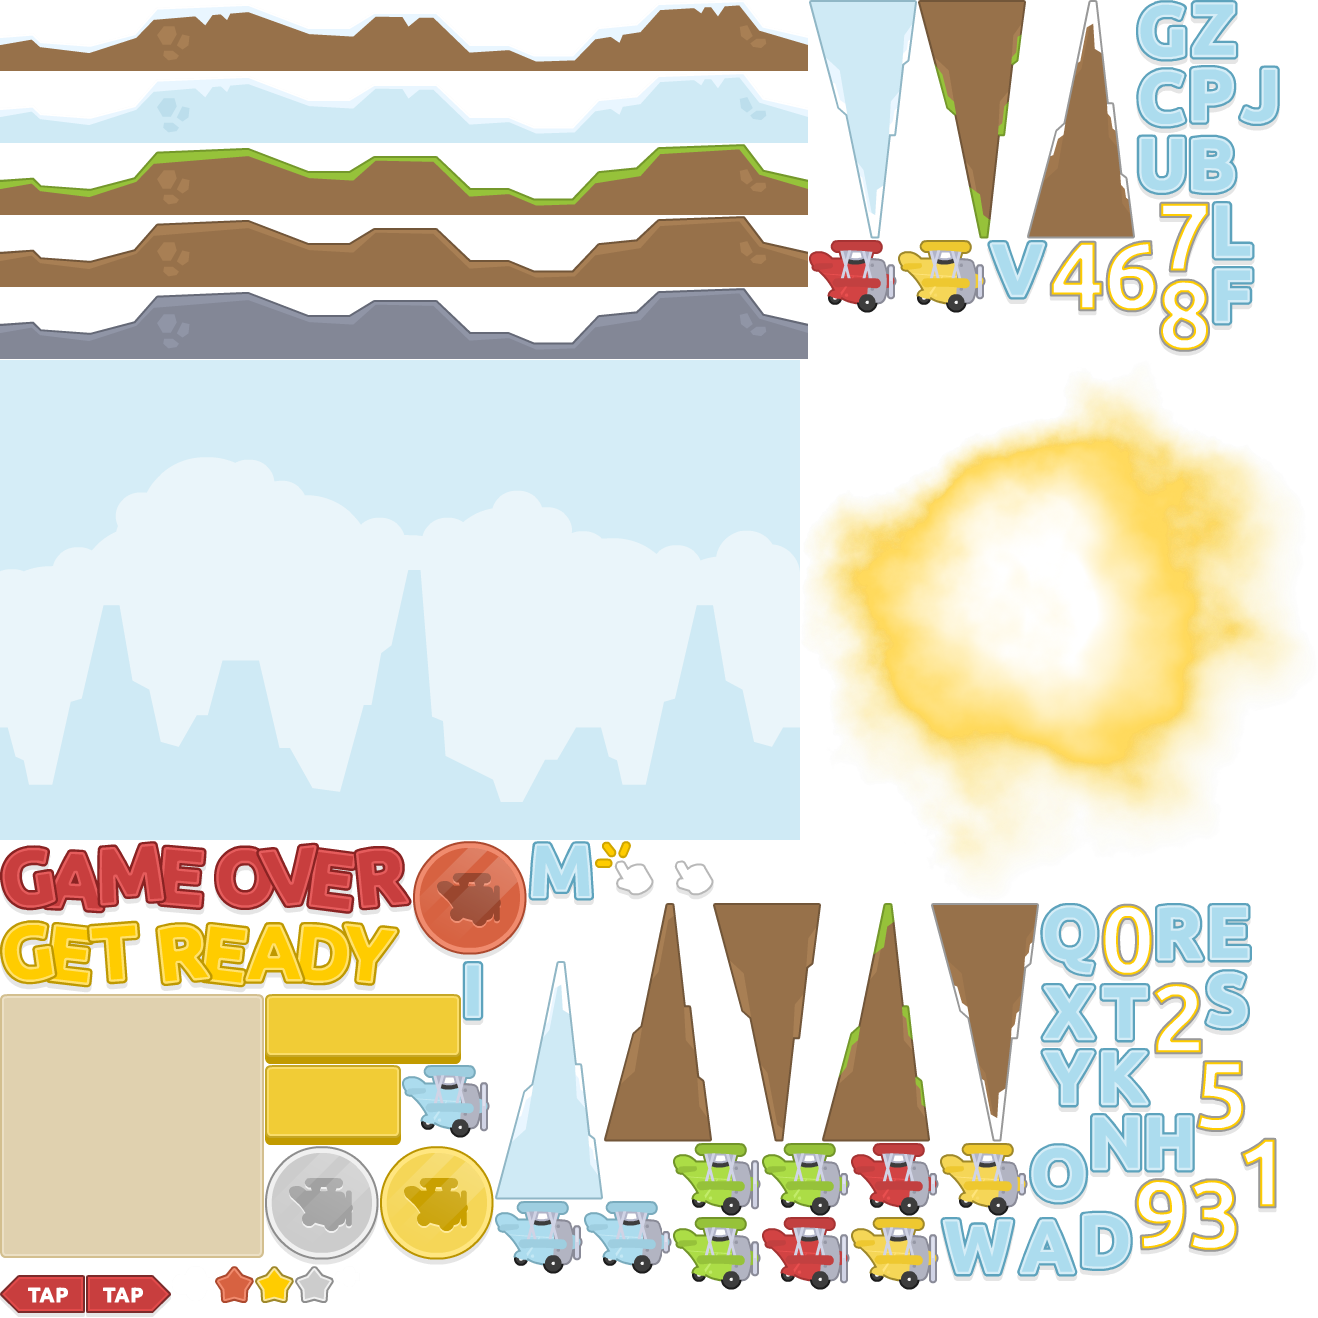 GZ
CPJ
UB
7L
V46
F
8
GAME OVER
M
GET READY
I
Q0RE
XT2S
YK
5
NH
O
1
93
WAD
TAP TAP